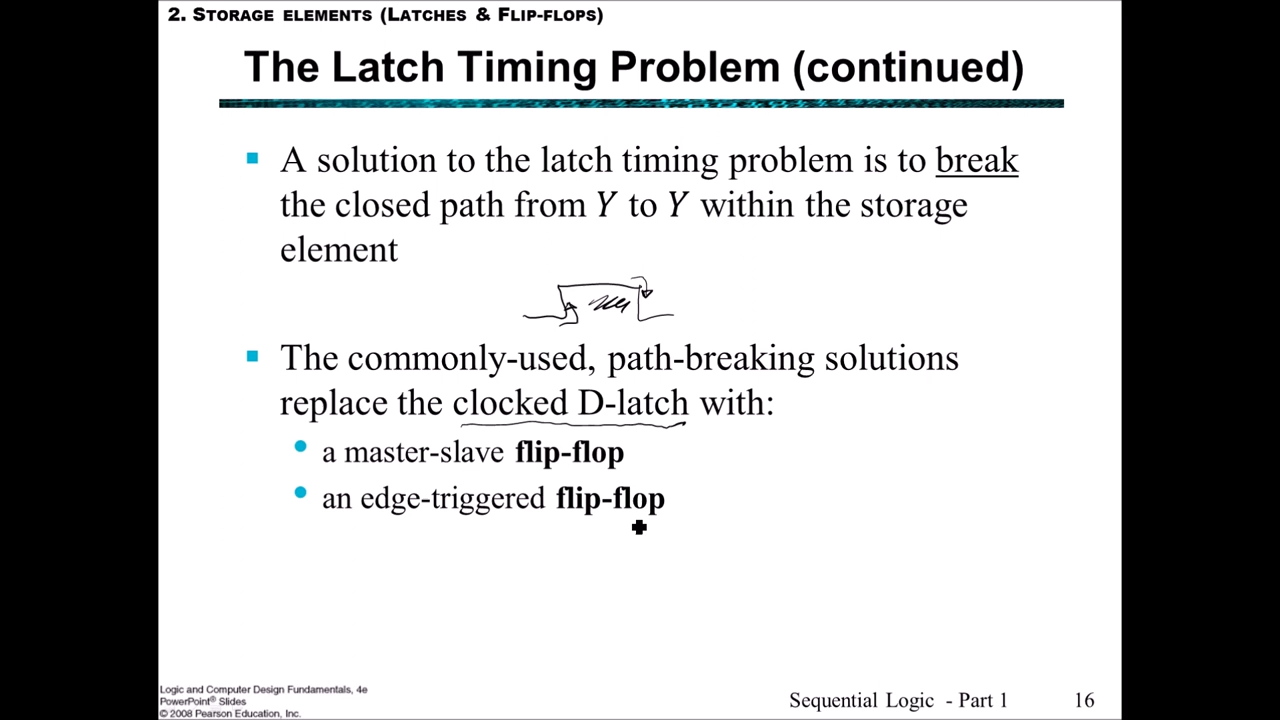 2. STORAGE ELEMENTS (LATCHES & FLIP-FLOPS)
The Latch Timing Problem (continued)
A solution to the latch timing problem is to break
the closed path from Y to Y within the storage
element
The commonly-used, path-breaking solutions
replace the clocked D-latch with:
a master-slave flip-flop
an edge-triggered flip-flop
Logic and Computer Design Fundamentals, 4e
PowerPoint® Slides
© 2008 Pearson Education, Inc.
Sequential Logic - Part 1 16